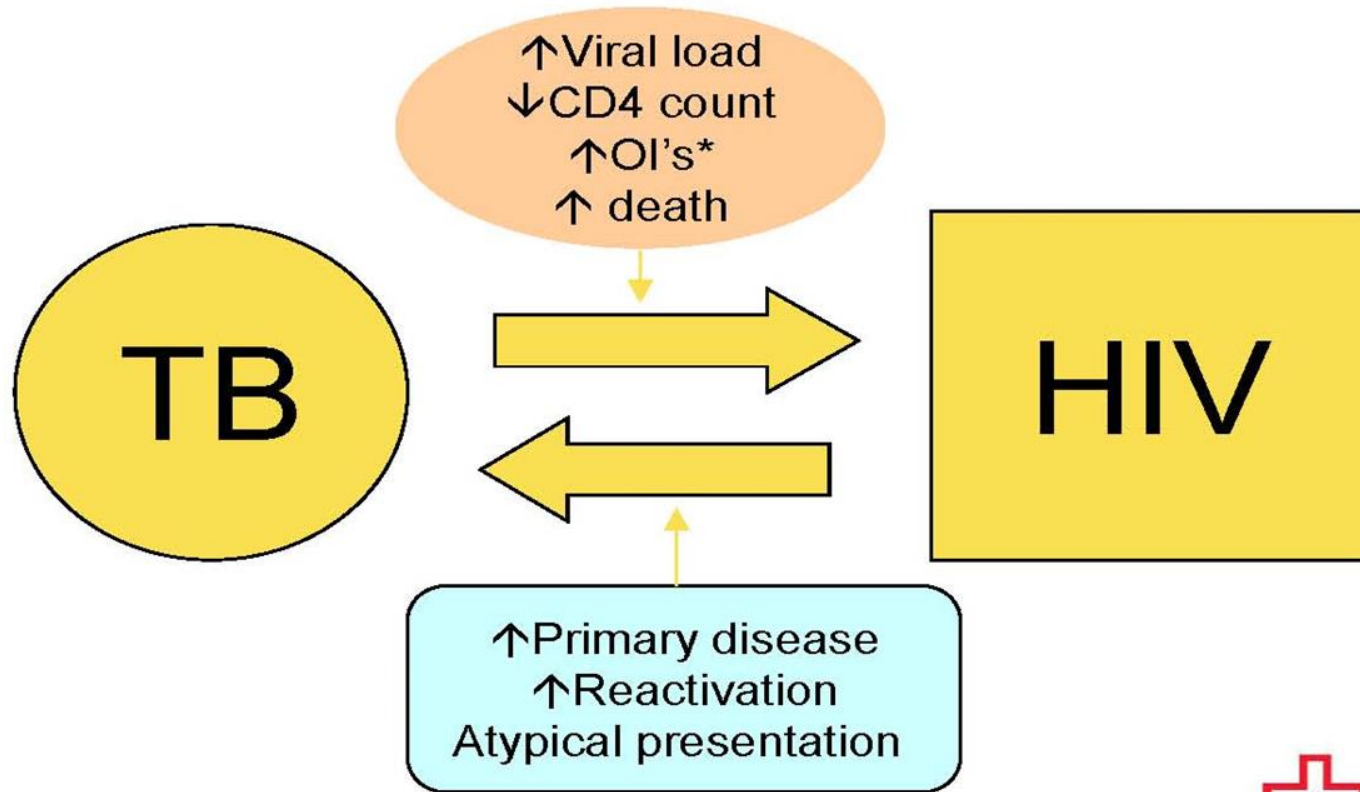 ↑Viral load
↓CD4 count
↑OI's*
↑ death
TB
HIV
↑Primary disease
↑Reactivation
Atypical presentation